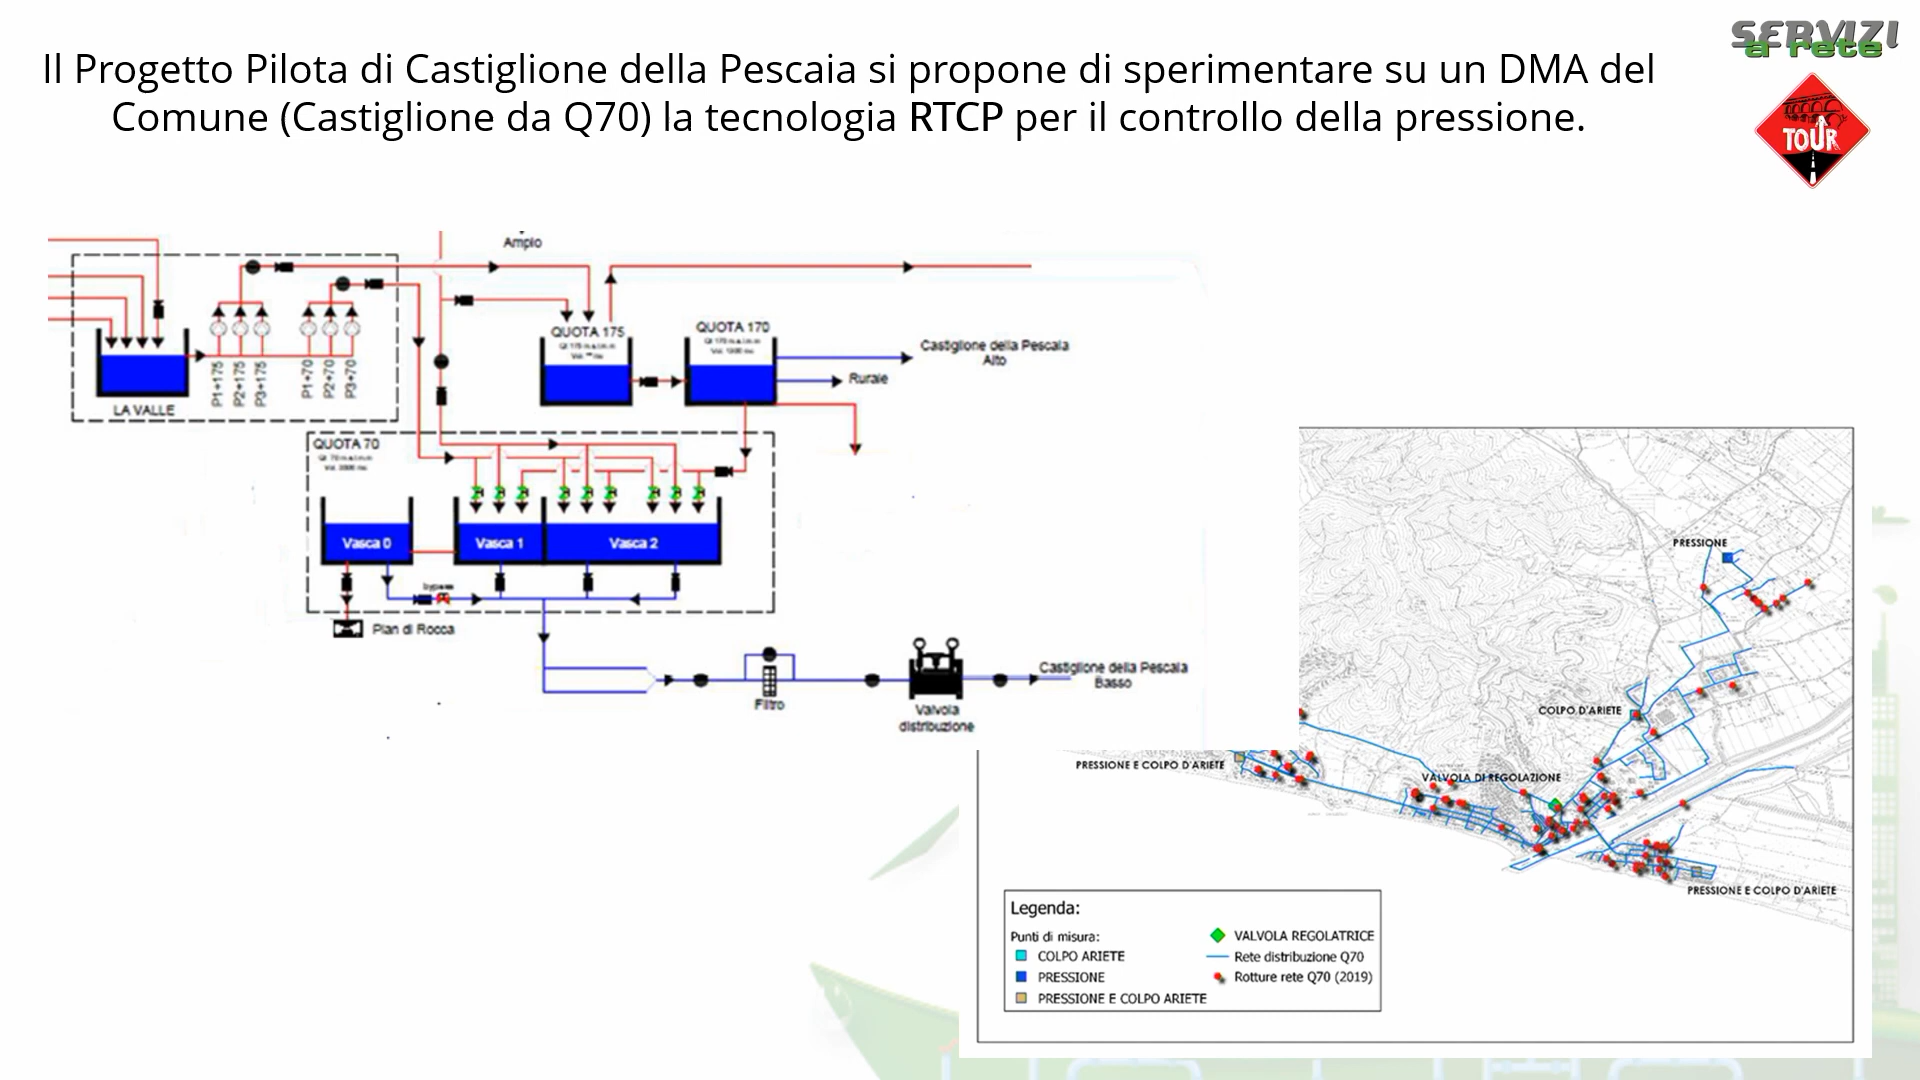 SERVIZI
a rete
TOUR
Il Progetto Pilota di Castiglione della Pescaia si propone di sperimentare su un DMA del
Comune (Castiglione da Q70) la tecnologia RTCP per il controllo della pressione.
Ampio
QUOTA 175
QUOTA 170
Castiglione della Pescaia
Alto
Rurale
P1+175
P2+175
P3+175
P1+70
P2+70
P3+70
LA VALLE
QUOTA 70
Vasca 0
Vasca 1
Vasca 2
bypass
Pian di Rocca
Filtro
Valvola
distribuzione
Castiglione della Pescaia
Basso
PRESSIONE
COLPO D'ARIETE
PRESSIONE E COLPO D'ARIETE
VALVOLA DI REGOLAZIONE
PRESSIONE E COLPO D'ARIETE
Legenda:
Punti di misura:
COLPO ARIETE
PRESSIONE
PRESSIONE E COLPO ARIETE
VALVOLA REGOLATRICE
Rete distribuzione Q70
Rotture rete Q70 (2019)